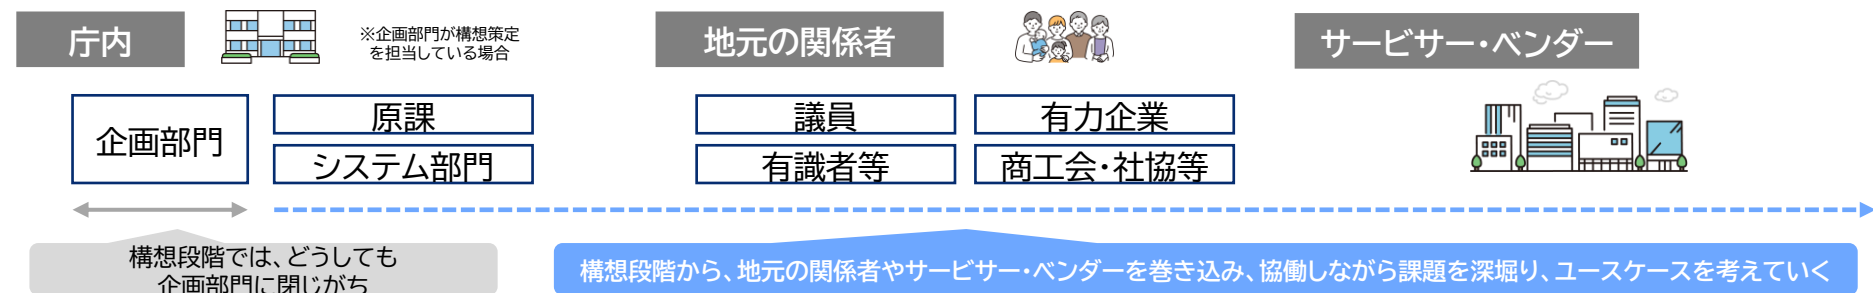 庁内
※企画部門が構想策定
を担当している場合
地元の関係者
サービサー・ベンダー
企画部門
原課
システム部門
議員
有識者等
有力企業
商工会・社協等
構想段階では、どうしても
企画部門に閉じがち
構想段階から、地元の関係者やサービサー・ベンダーを巻き込み、協働しながら課題を深堀り、ユースケースを考えていく